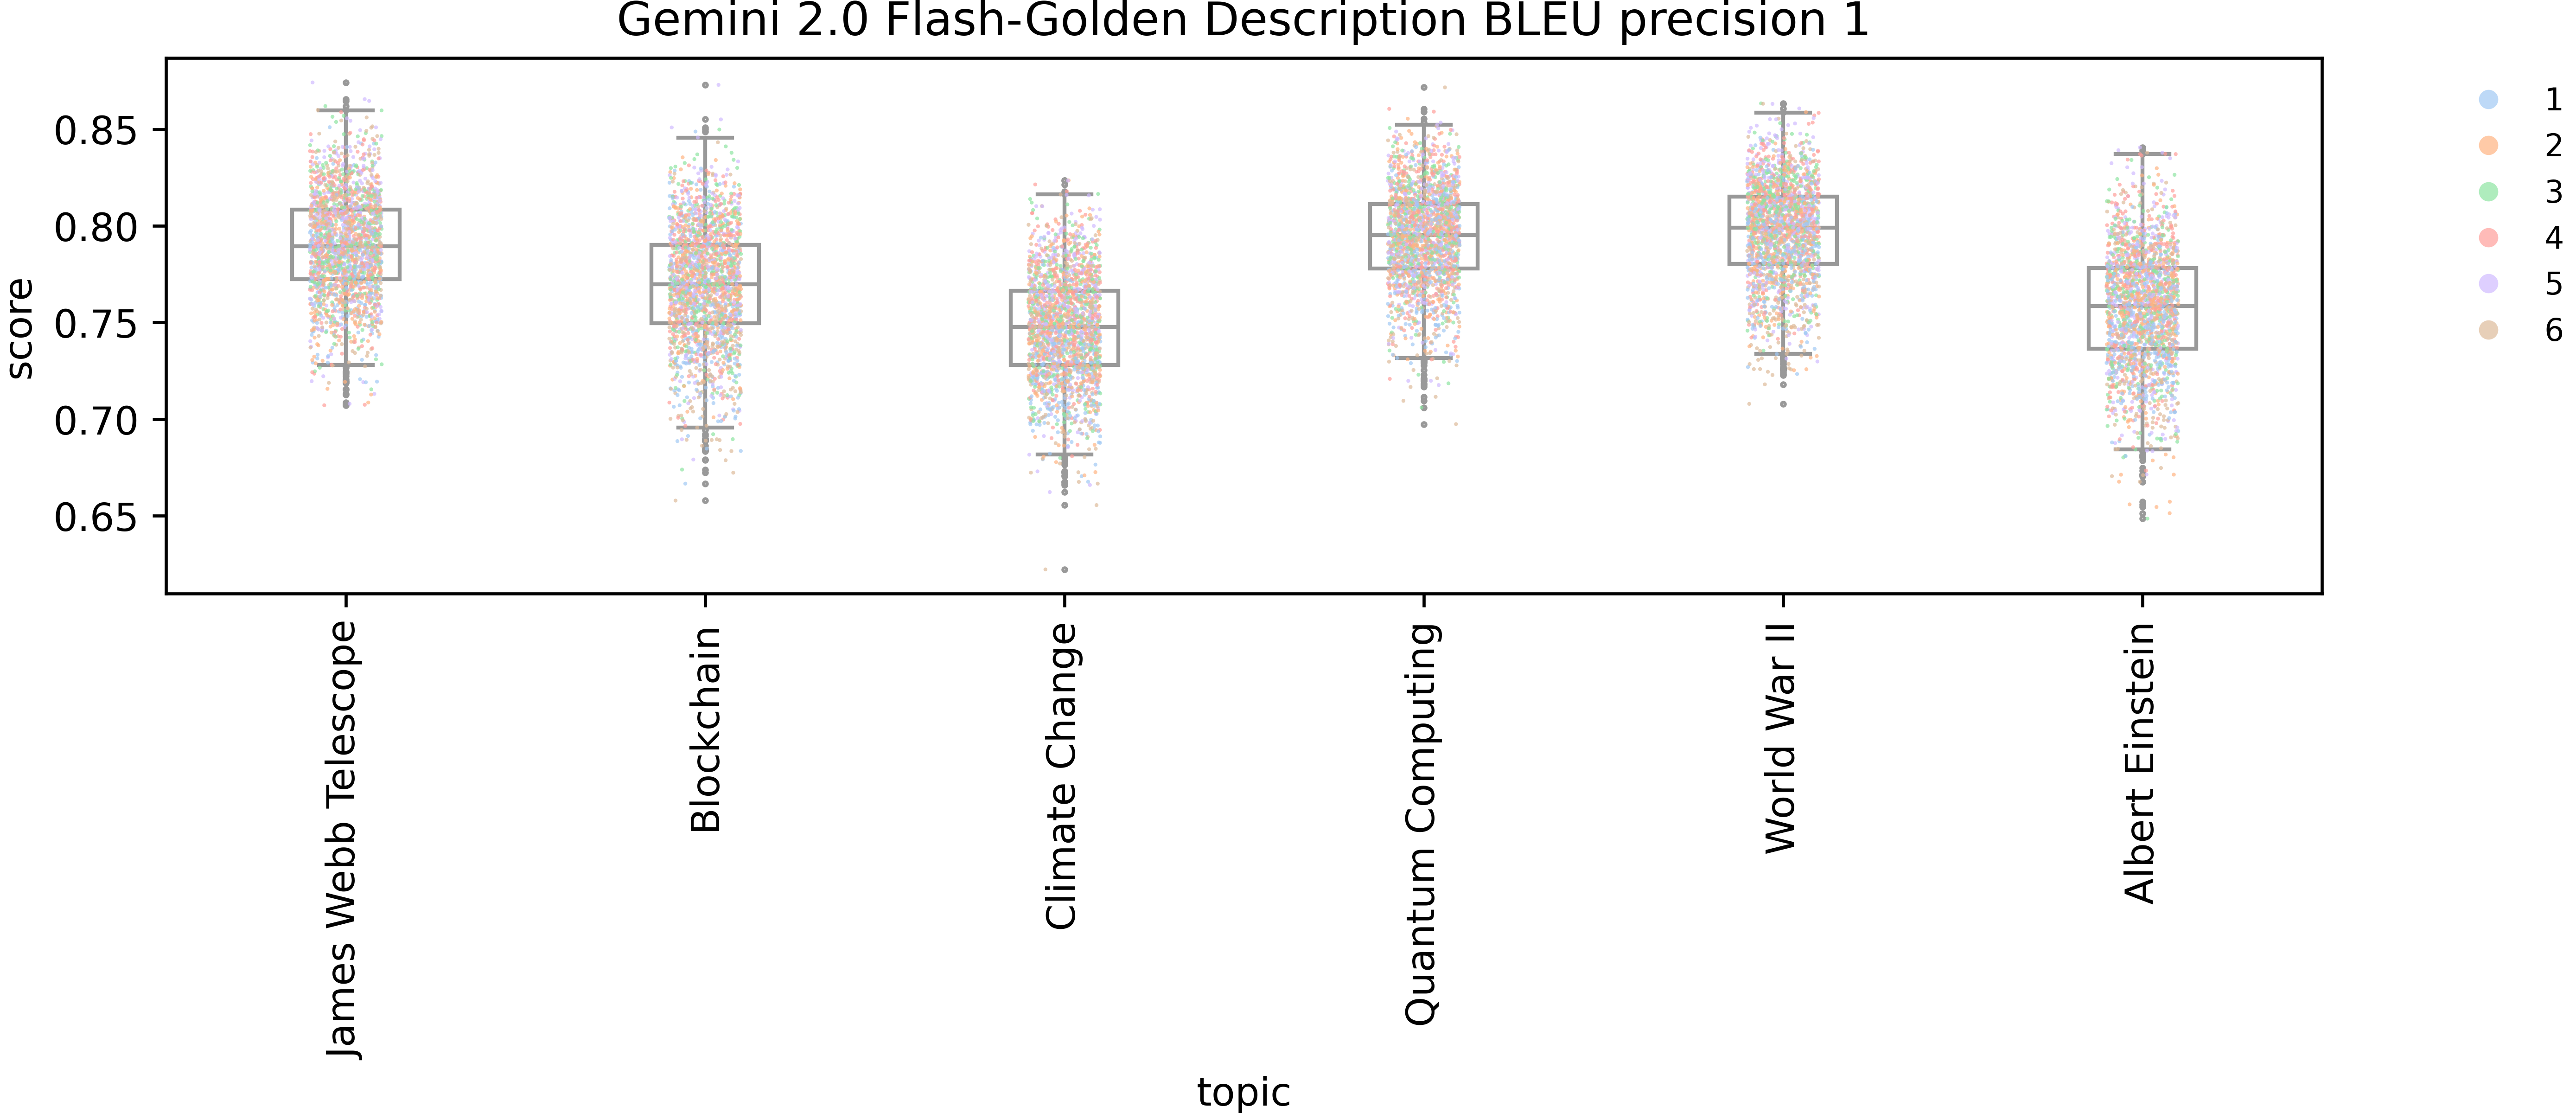 Gemini 2.0 Flash-Golden Description BLEU precision 1
score
0.85
0.80
0.75
0.70
0.65
James Webb Telescope
Blockchain
Climate Change
Quantum Computing
World War II
Albert Einstein
topic
1
2
3
4
5
6